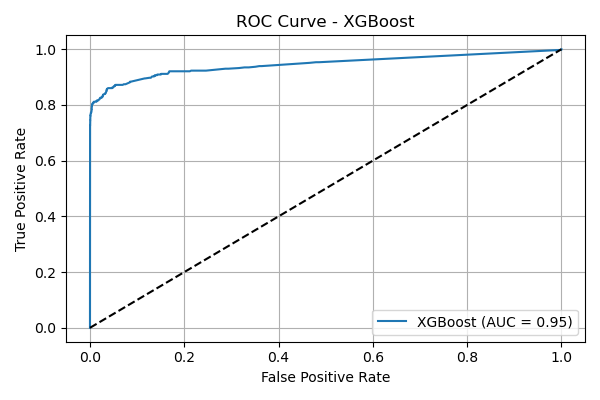 ROC Curve - XGBoost
True Positive Rate
1.0
0.8
0.6
0.4
0.2
0.0
XGBoost (AUC = 0.95)
0.0 0.2 0.4 0.6 0.8 1.0
False Positive Rate